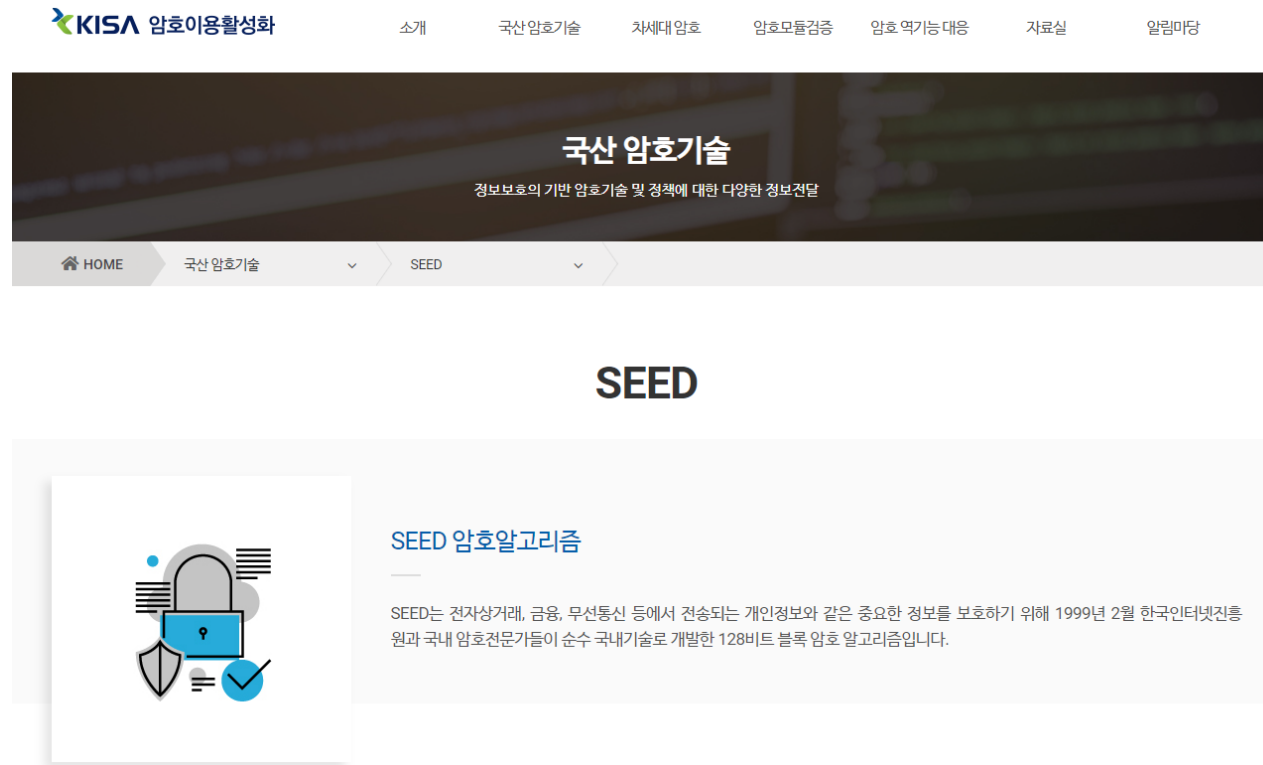 KISA 암호이용활성화
소개 국산 암호기술 차세대 암호 암호모듈검증 암호 역기능 대응 자료실 알림마당
국산 암호기술
정보보호의 기반 암호기술 및 정책에 대한 다양한 정보전달
HOME 국산 암호기술 SEED
SEED
SEED 암호알고리즘
SEED는 전자상거래, 금융, 무선통신 등에서 전송되는 개인정보와 같은 중요한 정보를 보호하기 위해 1999년 2월 한국인터넷진흥
원과 국내 암호전문가들이 순수 국내기술로 개발한 128비트 블록 암호 알고리즘입니다.